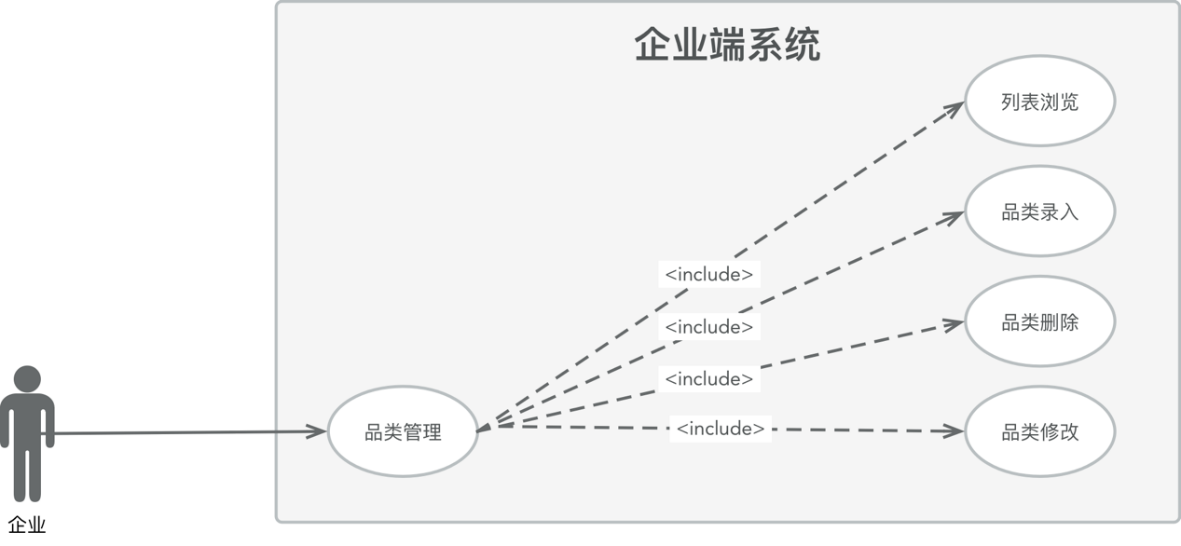 企业端系统
列表浏览
品类录入
<include>
<include>
品类删除
<include>
品类管理
<include>
品类修改
企业